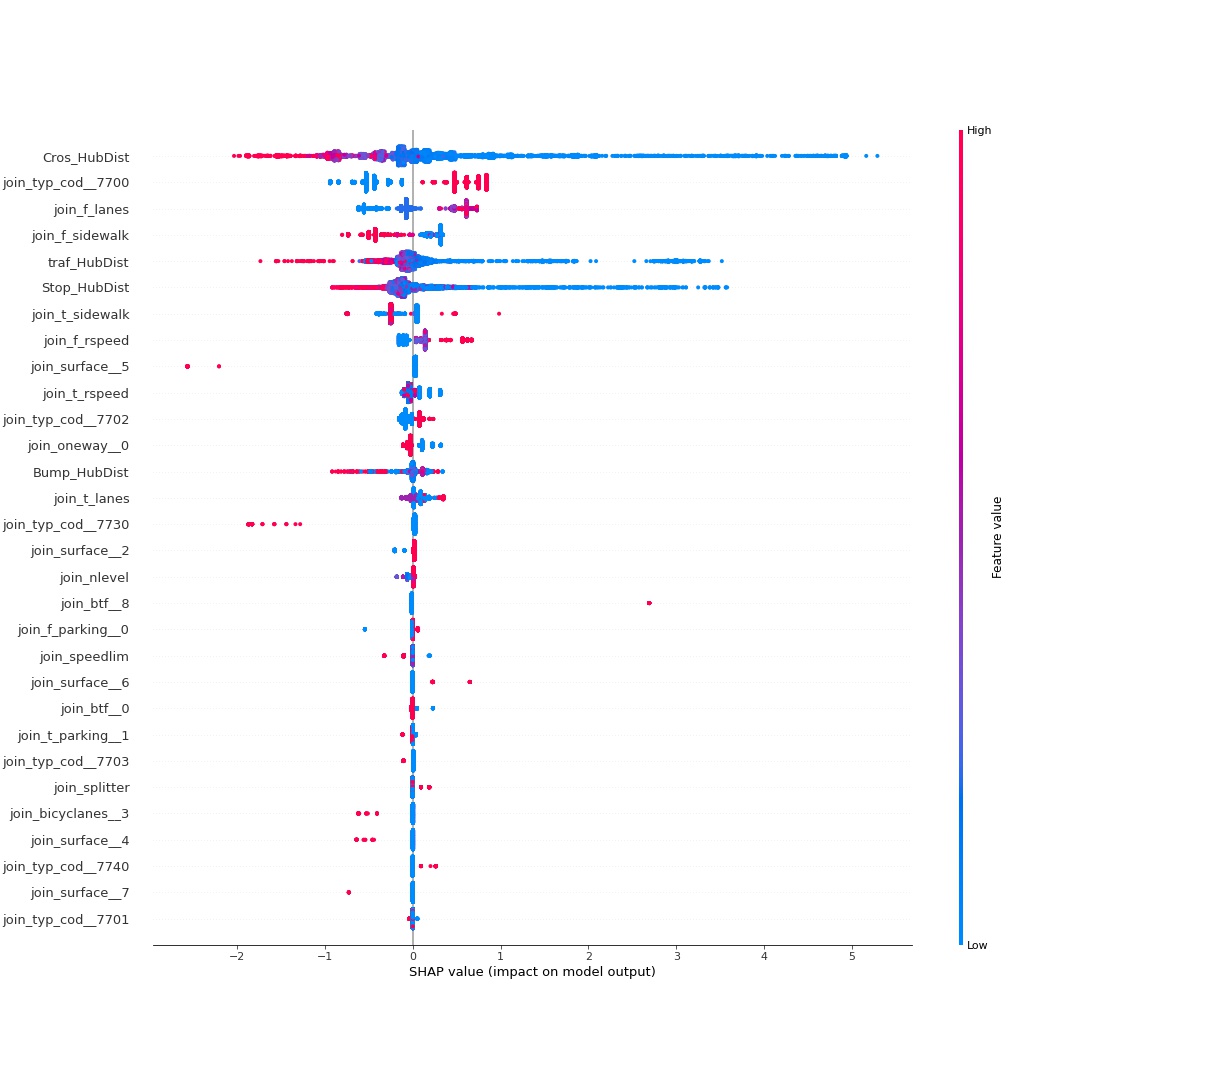 High
Cros_HubDist
join_typ_cod__7700
join_f_lanes
join_f_sidewalk
traf_HubDist
Stop_HubDist
join_t_sidewalk
join_f_rspeed
join_surface__5
join_t_rspeed
join_typ_cod__7702
join_oneway__0
Bump_HubDist
join_t_lanes
join_typ_cod__7730
join_surface__2
join_nlevel
join_btf__8
join_f_parking__0
join_speedlim
join_surface__6
join_btf__0
join_t_parking__1
join_typ_cod__7703
join_splitter
join_bicyclanes__3
join_surface__4
join_typ_cod__7740
join_surface__7
join_typ_cod__7701
Feature value
Low
−2 −1 0 1 2 3 4 5
SHAP value (impact on model output)